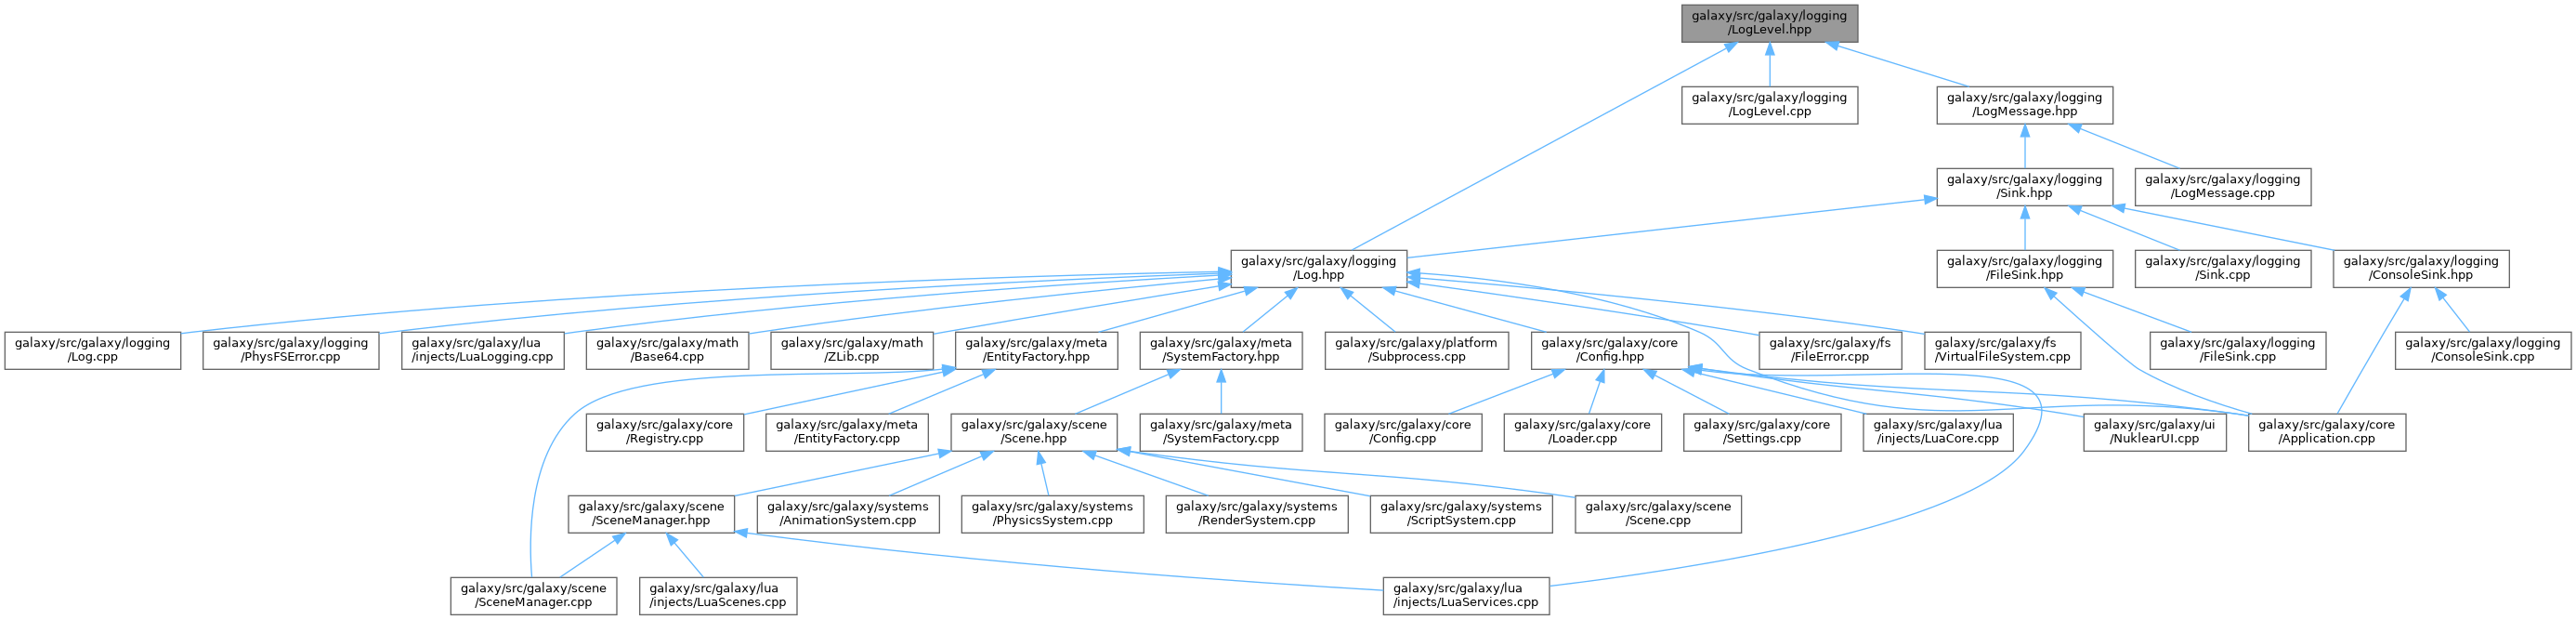 galaxy/src/galaxy/logging
/LogLevel.hpp
galaxy/src/galaxy/logging
/LogLevel.cpp
galaxy/src/galaxy/logging
/LogMessage.hpp
galaxy/src/galaxy/logging
/Sink.hpp
galaxy/src/galaxy/logging
/LogMessage.cpp
galaxy/src/galaxy/logging
/Log.hpp
galaxy/src/galaxy/logging
/FileSink.hpp
galaxy/src/galaxy/logging
/Sink.cpp
galaxy/src/galaxy/logging
/ConsoleSink.hpp
galaxy/src/galaxy/logging
/Log.cpp
galaxy/src/galaxy/logging
/PhysFSError.cpp
galaxy/src/galaxy/lua
/injects/LuaLogging.cpp
galaxy/src/galaxy/math
/Base64.cpp
galaxy/src/galaxy/math
/ZLib.cpp
galaxy/src/galaxy/meta
/EntityFactory.hpp
galaxy/src/galaxy/meta
/SystemFactory.hpp
galaxy/src/galaxy/platform
/Subprocess.cpp
galaxy/src/galaxy/core
/Config.hpp
galaxy/src/galaxy/fs
/FileError.cpp
galaxy/src/galaxy/fs
/VirtualFileSystem.cpp
galaxy/src/galaxy/logging
/FileSink.cpp
galaxy/src/galaxy/logging
/ConsoleSink.cpp
galaxy/src/galaxy/core
/Registry.cpp
galaxy/src/galaxy/meta
/EntityFactory.cpp
galaxy/src/galaxy/scene
/Scene.hpp
galaxy/src/galaxy/meta
/SystemFactory.cpp
galaxy/src/galaxy/core
/Config.cpp
galaxy/src/galaxy/core
/Loader.cpp
galaxy/src/galaxy/core
/Settings.cpp
galaxy/src/galaxy/lua
/injects/LuaCore.cpp
galaxy/src/galaxy/ui
/NuklearUI.cpp
galaxy/src/galaxy/core
/Application.cpp
galaxy/src/galaxy/scene
/SceneManager.hpp
galaxy/src/galaxy/systems
/AnimationSystem.cpp
galaxy/src/galaxy/systems
/PhysicsSystem.cpp
galaxy/src/galaxy/systems
/RenderSystem.cpp
galaxy/src/galaxy/systems
/ScriptSystem.cpp
galaxy/src/galaxy/scene
/Scene.cpp
galaxy/src/galaxy/scene
/SceneManager.cpp
galaxy/src/galaxy/lua
/injects/LuaScenes.cpp
galaxy/src/galaxy/lua
/injects/LuaServices.cpp